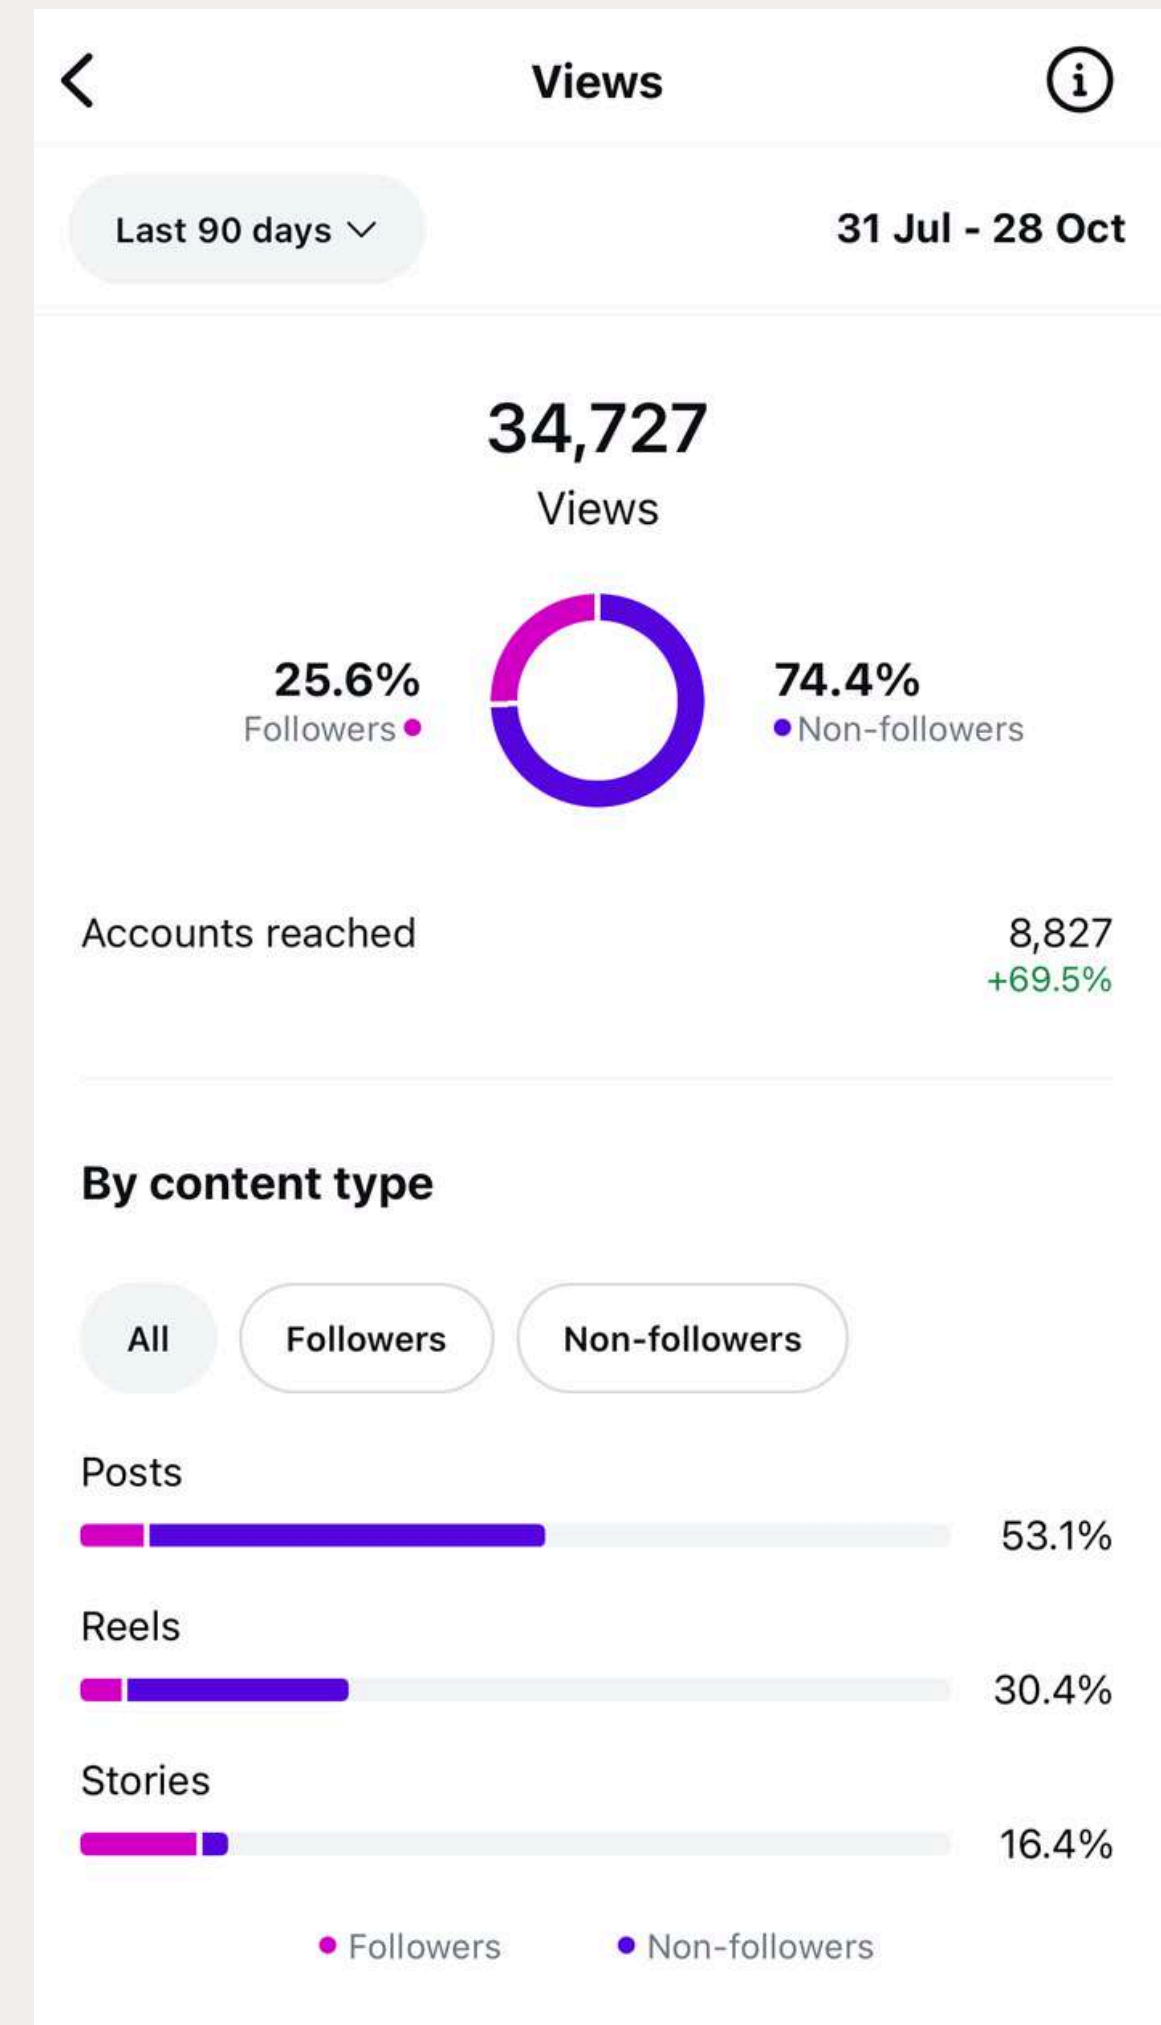 Views
Last 90 days
31 Jul - 28 Oct
34,727
Views
25.6%
Followers
74.4%
Non-followers
Accounts reached
8,827
+69.5%
By content type
All
Followers
Non-followers
Posts
53.1%
Reels
30.4%
Stories
16.4%
Followers
Non-followers